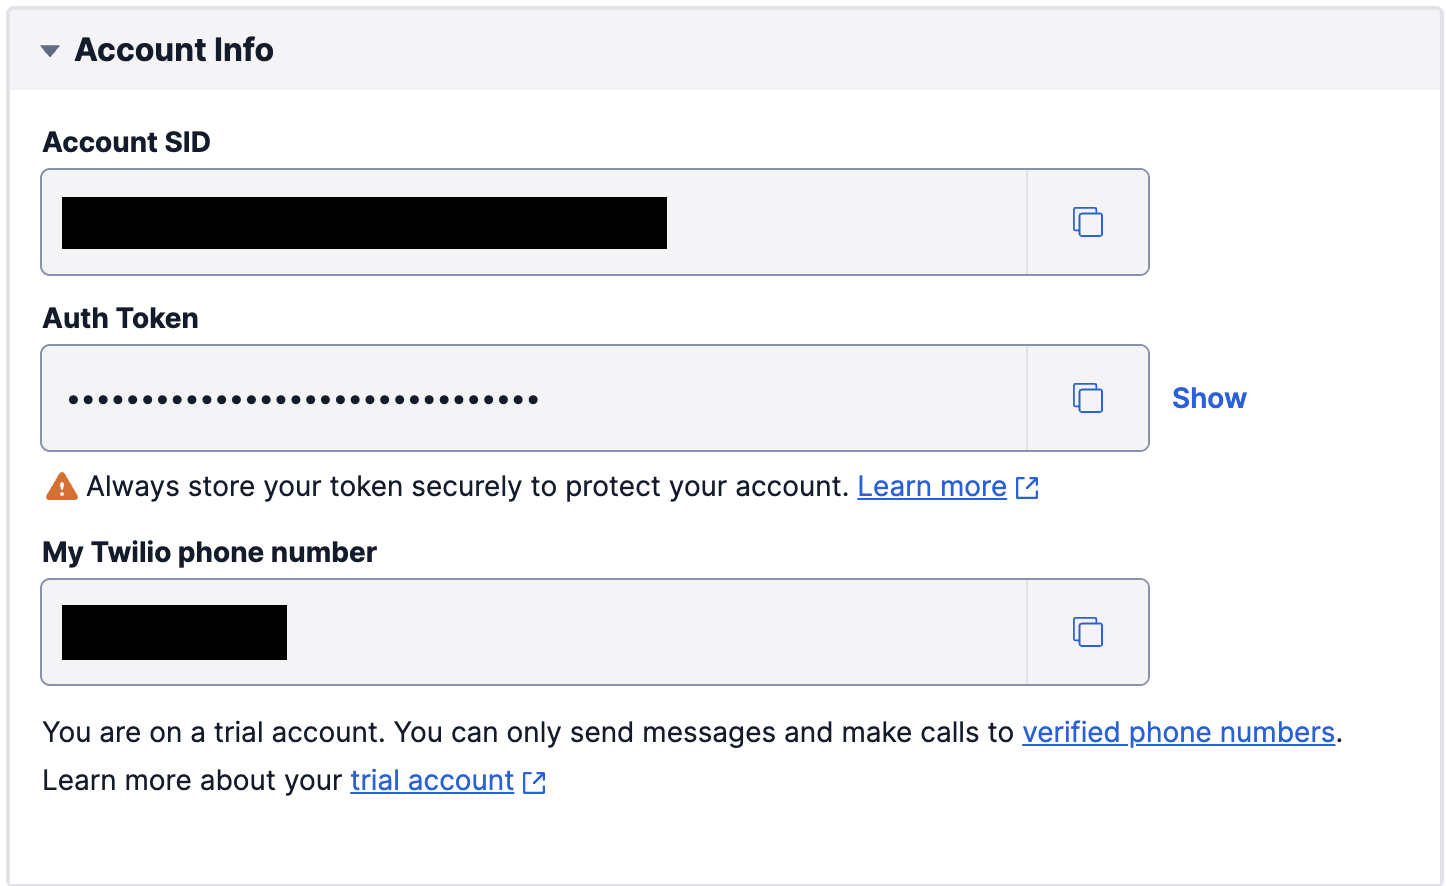 Account Info
Account SID
Auth Token
••••••••••••••••••••••••••••••••
Show
Always store your token securely to protect your account. Learn more
My Twilio phone number
You are on a trial account. You can only send messages and make calls to verified phone numbers.
Learn more about your trial account